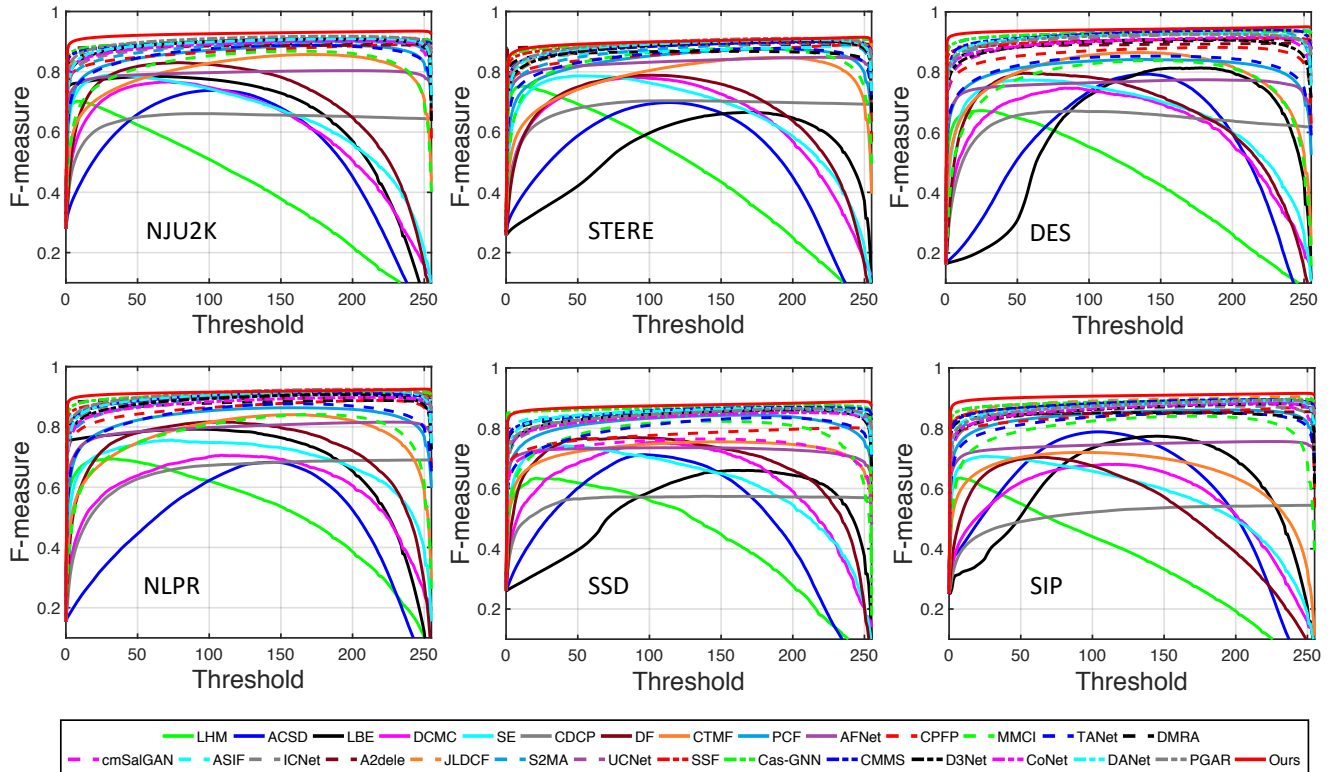 1
0.8
0.6
0.4
0.2
F-measure
NJU2K
0 50 100 150 200 250
Threshold
1
0.8
0.6
0.4
0.2
F-measure
STERE
0 50 100 150 200 250
Threshold
1
0.8
0.6
0.4
0.2
F-measure
DES
0 50 100 150 200 250
Threshold
1
0.8
0.6
0.4
0.2
F-measure
NLPR
0 50 100 150 200 250
Threshold
1
0.8
0.6
0.4
0.2
F-measure
SSD
0 50 100 150 200 250
Threshold
1
0.8
0.6
0.4
0.2
F-measure
SIP
0 50 100 150 200 250
Threshold
LHM ACSD LBE DCMC SE CDCP DF CTMF PCF AFNet CPFP MMCI TANet DMRA
cmSalGAN ASIF ICNet A2dele JLDCF S2MA UCNet SSF Cas-GNN CMMS D3Net CoNet DANet PGAR Ours